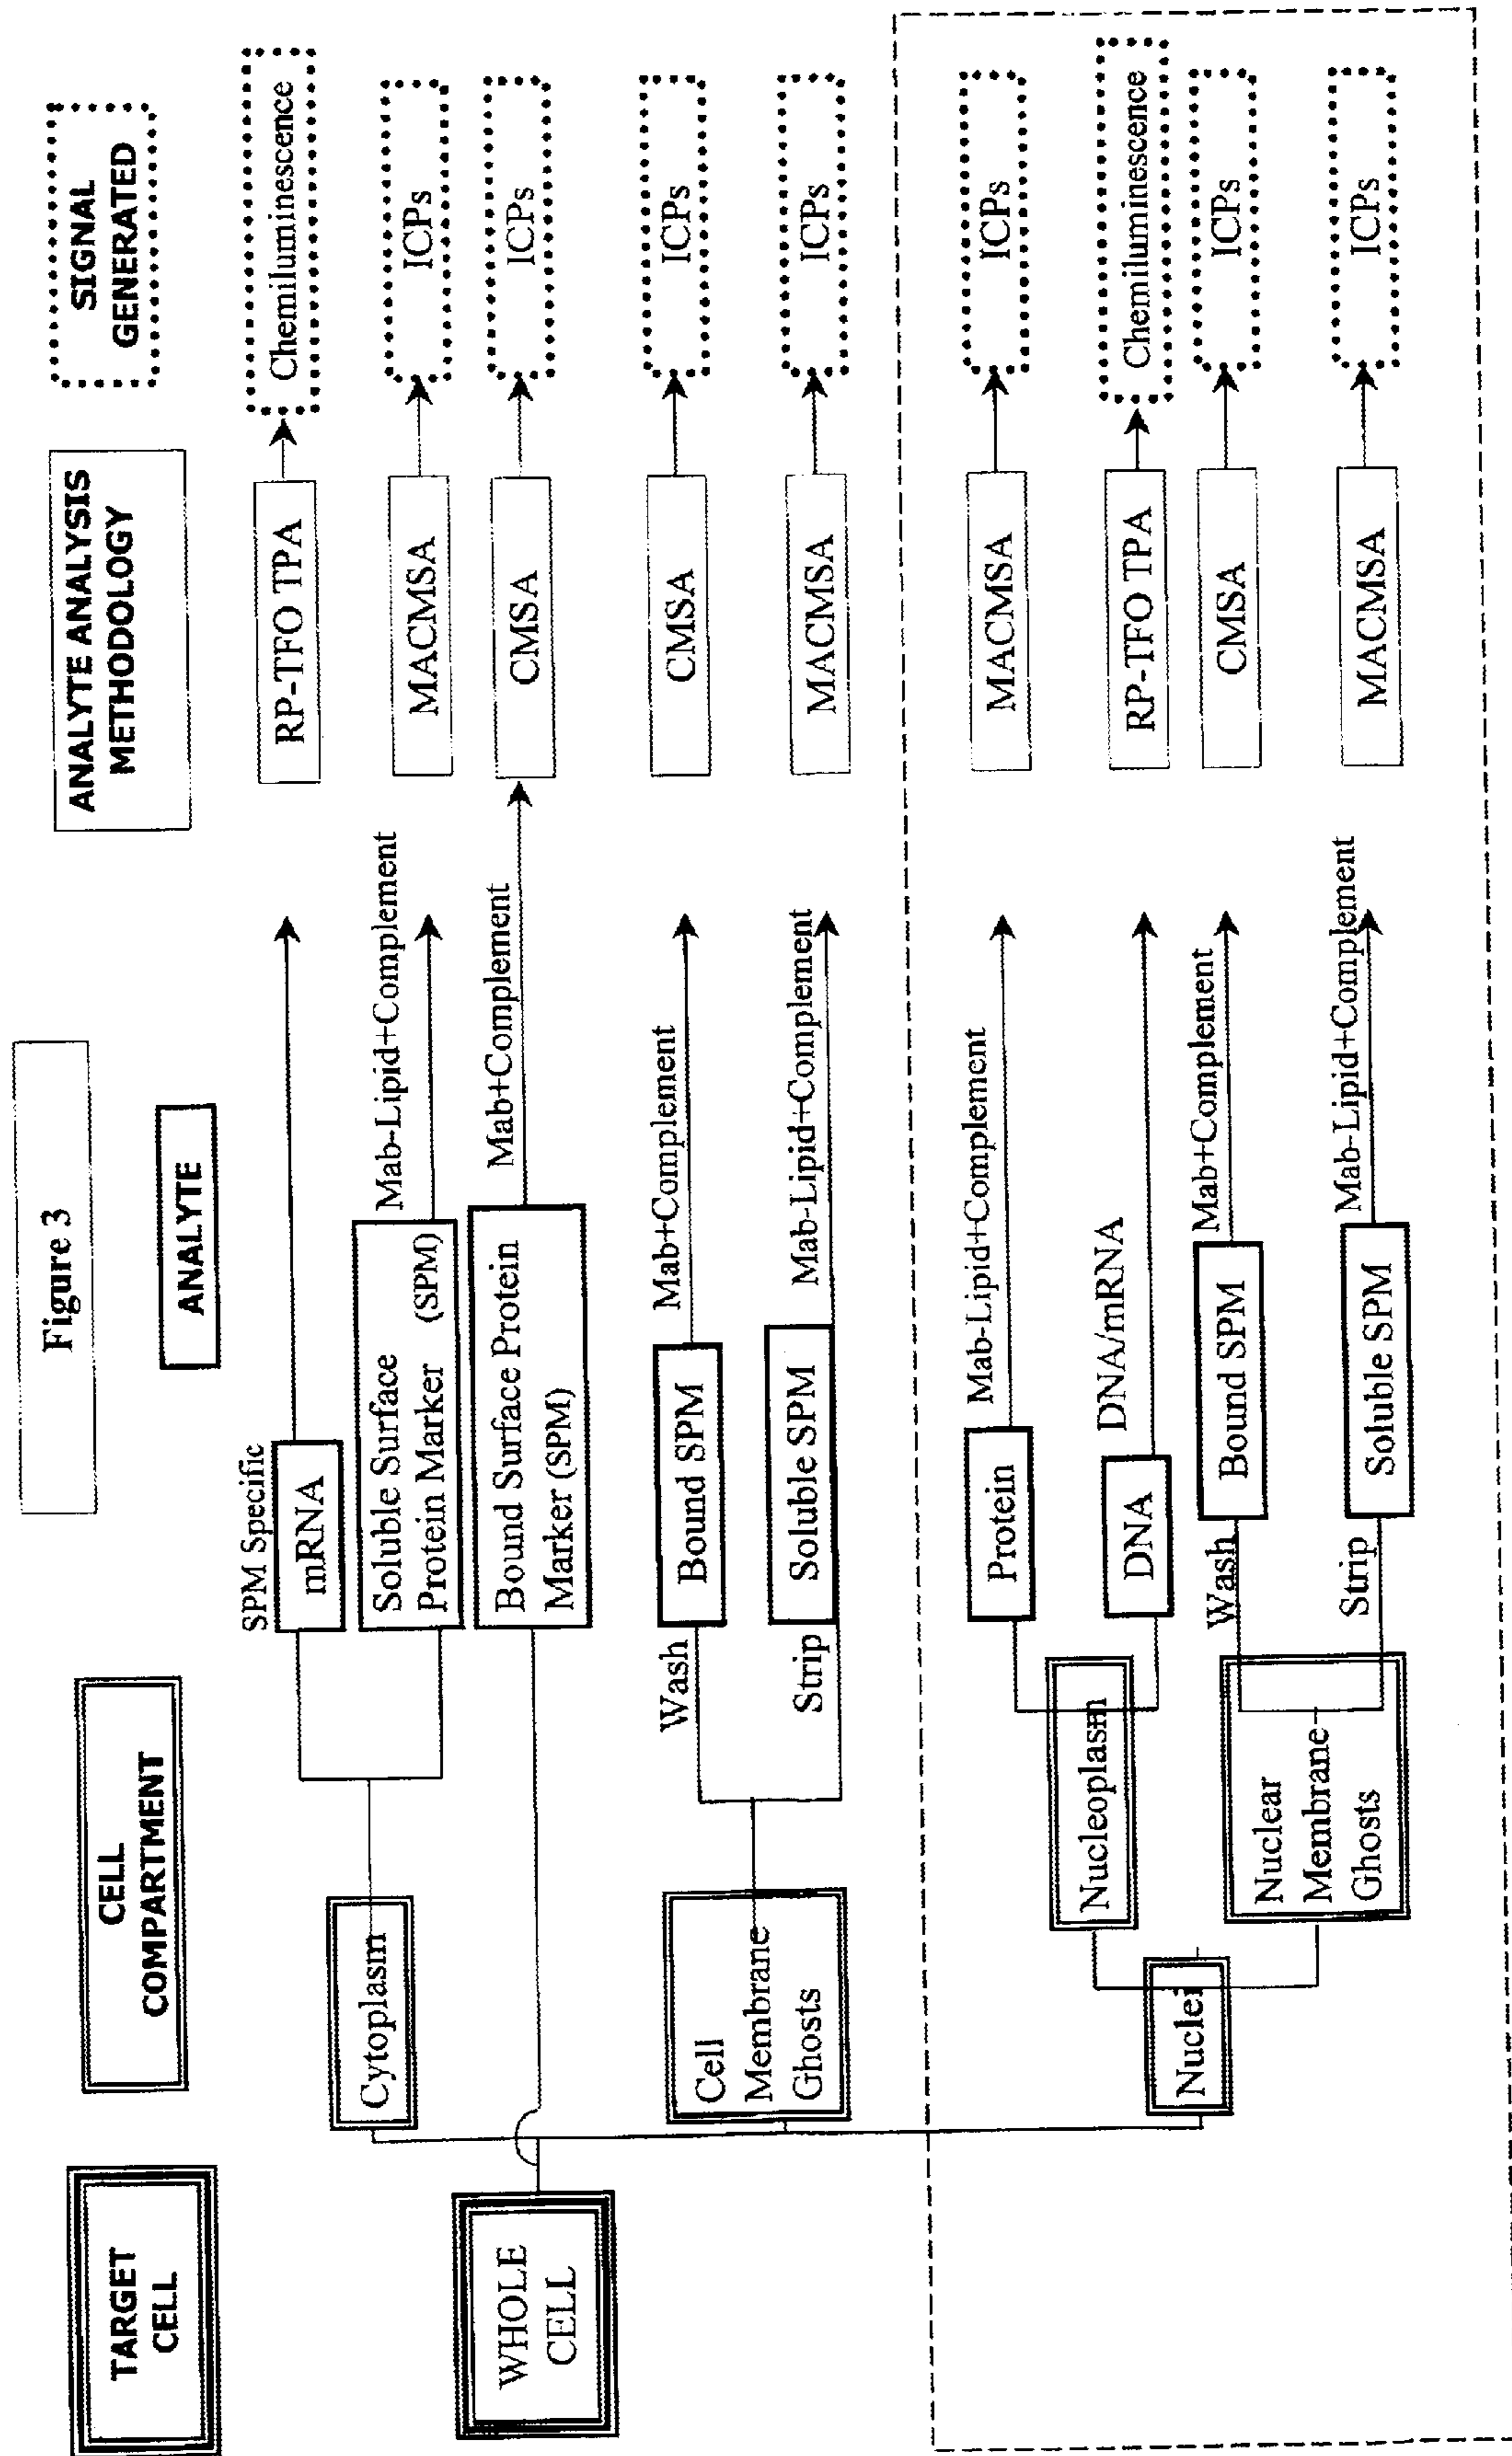 Figure 3
TARGET
CELL
CELL
COMPARTMENT
ANALYTE
ANALYTE ANALYSIS
METHODOLOGY
SIGNAL
GENERATED
WHOLE
CELL
Cytoplasm
SPM Specific
mRNA
RP-TFO TPA
Chemiluminescence
Soluble Surface
Protein Marker (SPM)
Mab-Lipid+Complement
MACMSA
ICPs
Bound Surface Protein
Marker (SPM)
Mab+Complement
CMSA
ICPs
Cell
Membrane
Ghosts
Wash
Bound SPM
Mab+Complement
CMSA
ICPs
Strip
Soluble SPM
Mab-Lipid+Complement
MACMSA
ICPs
Nuclei
Nucleoplasm
Protein
Mab-Lipid+Complement
MACMSA
ICPs
DNA
DNA/mRNA
RP-TFO TPA
Chemiluminescence
Nuclear
Membrane
Ghosts
Wash
Bound SPM
Mab+Complement
CMSA
ICPs
Strip
Soluble SPM
Mab-Lipid+Complement
MACMSA
ICPs